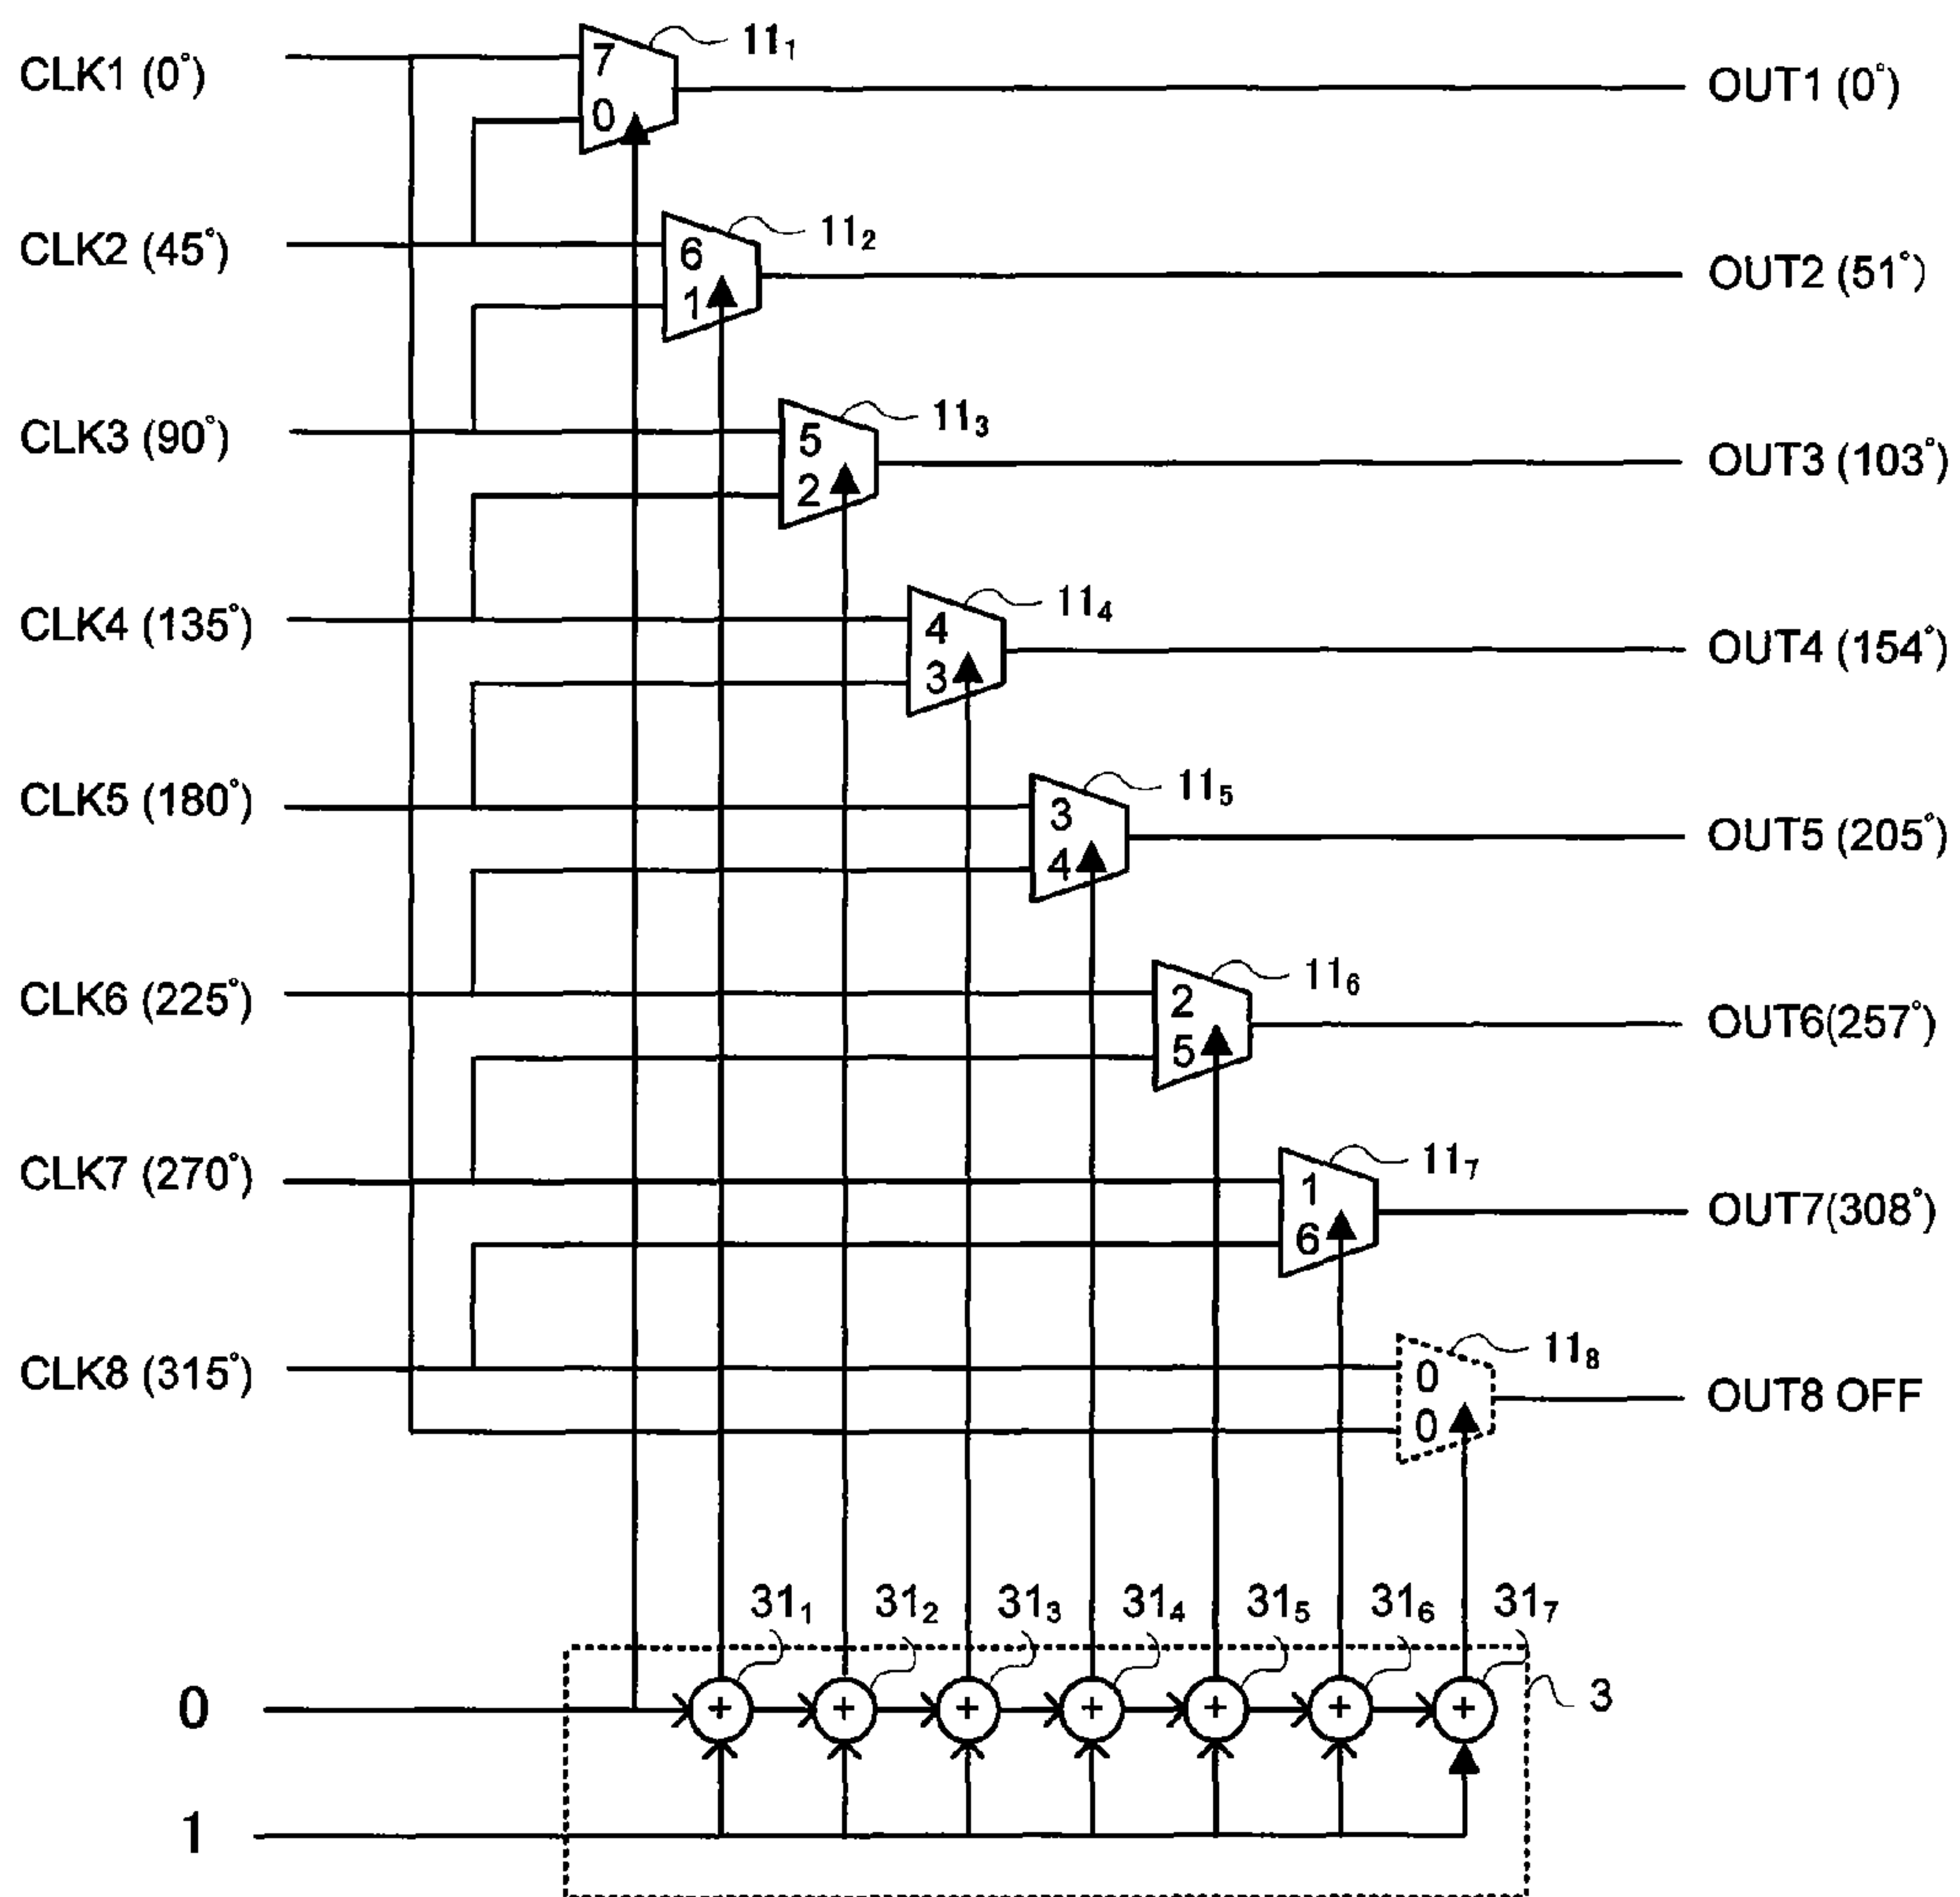 CLK1 (0°)
7
0
11₁
OUT1 (0°)
CLK2 (45°)
6
1
11₂
OUT2 (51°)
CLK3 (90°)
5
2
11₃
OUT3 (103°)
CLK4 (135°)
4
3
11₄
OUT4 (154°)
CLK5 (180°)
3
4
11₅
OUT5 (205°)
CLK6 (225°)
2
5
11₆
OUT6(257°)
CLK7 (270°)
1
6
11₇
OUT7(308°)
CLK8 (315°)
0
0
11₈
OUT8 OFF
31₁ 31₂ 31₃ 31₄ 31₅ 31₆ 31₇
0 + + + + + + + 3
1